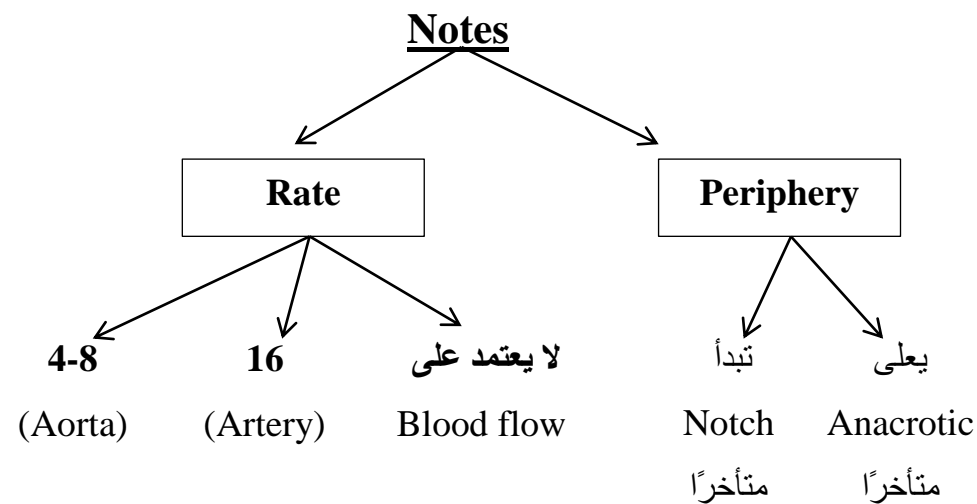 Notes
Rate
Periphery
4-8
(Aorta)
16
(Artery)
لا يعتمد على
Blood flow
تبدأ
Notch
متأخرًا
يعلى
Anacrotic
متأخرًا